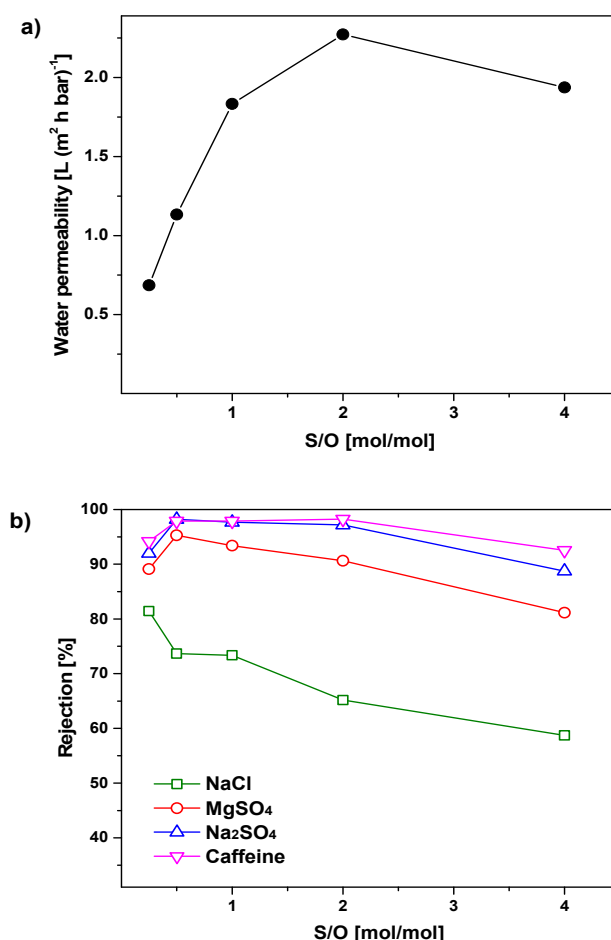 a)
Water permeability [L (m² h bar)⁻¹]
2.0
1.5
1.0
0.5
1
2
3
4
S/O [mol/mol]
b)
Rejection [%]
100
90
80
70
60
50
40
NaCl
MgSO₄
Na₂SO₄
Caffeine
1
2
3
4
S/O [mol/mol]